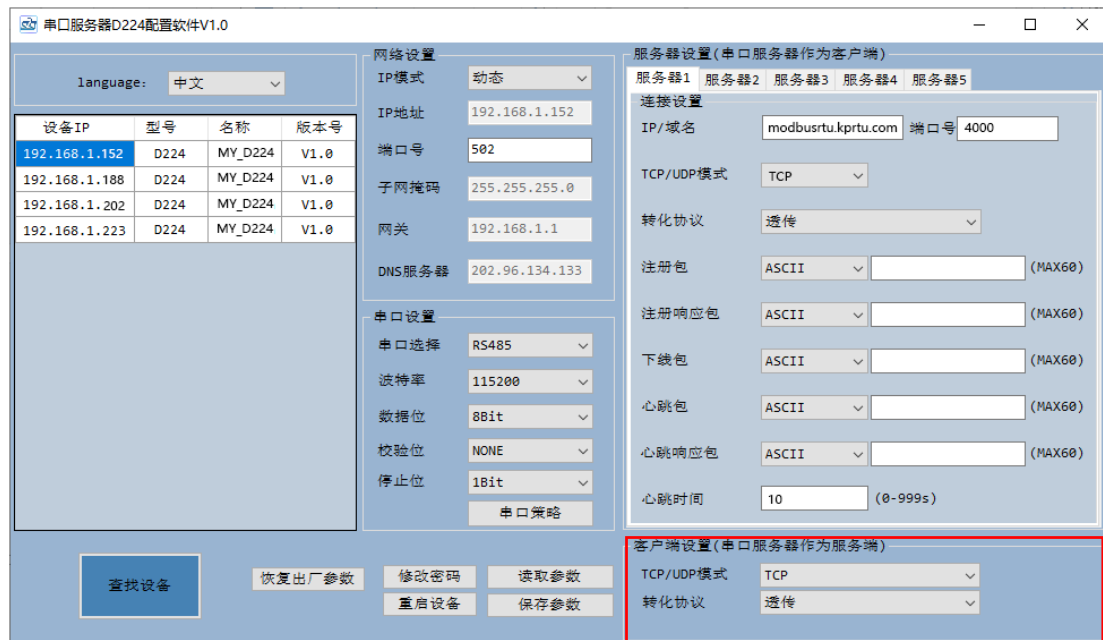 串口服务器D224配置软件V1.0
language: 中文
设备IP 型号 名称 版本号
192.168.1.152 D224 MY_D224 V1.0
192.168.1.188 D224 MY_D224 V1.0
192.168.1.202 D224 MY_D224 V1.0
192.168.1.223 D224 MY_D224 V1.0
查找设备
恢复出厂参数
网络设置
IP模式 动态
IP地址 192.168.1.152
端口号 502
子网掩码 255.255.255.0
网关 192.168.1.1
DNS服务器 202.96.134.133
串口设置
串口选择 RS485
波特率 115200
数据位 8Bit
校验位 NONE
停止位 1Bit
串口策略
修改密码 读取参数
重启设备 保存参数
服务器设置(串口服务器作为客户端)
服务器1 服务器2 服务器3 服务器4 服务器5
连接设置
IP/域名 modbusrtu.kprtu.com 端口号 4000
TCP/UDP模式 TCP
转化协议 透传
注册包 ASCII (MAX60)
注册响应包 ASCII (MAX60)
下线包 ASCII (MAX60)
心跳包 ASCII (MAX60)
心跳响应包 ASCII (MAX60)
心跳时间 10 (0-999s)
客户端设置(串口服务器作为服务端)
TCP/UDP模式 TCP
转化协议 透传